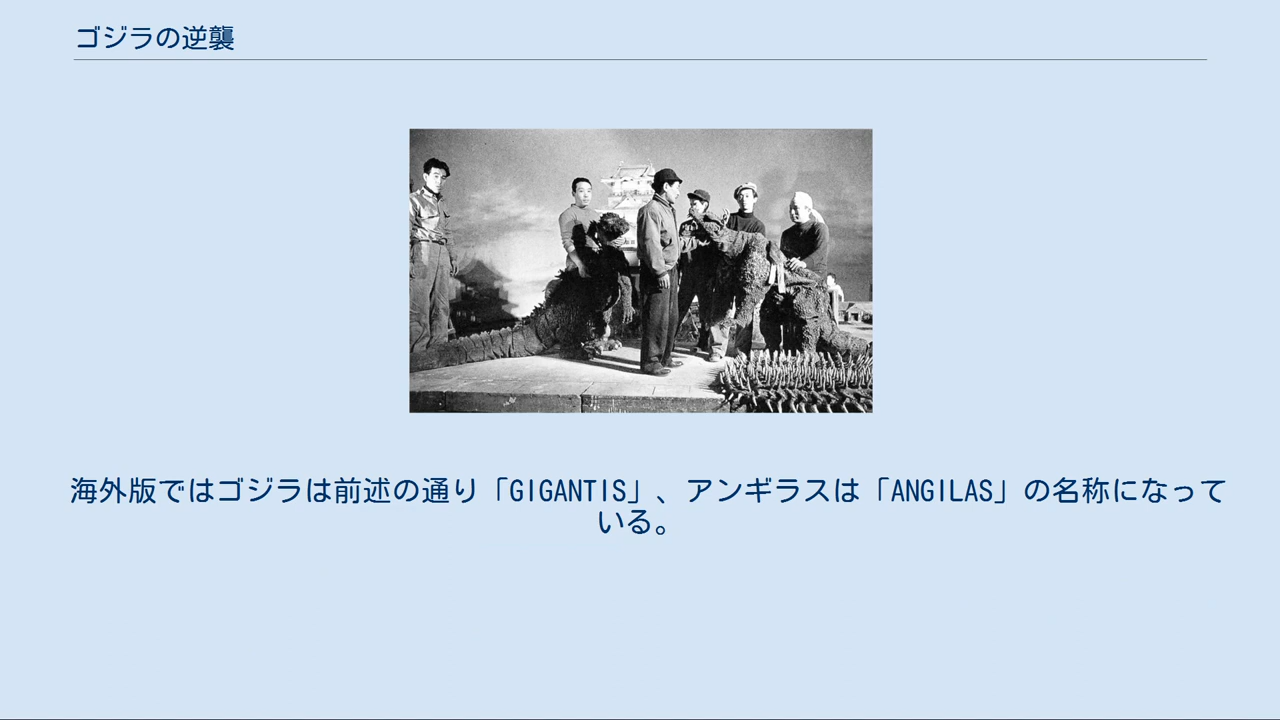 ゴジラの逆襲
海外版ではゴジラは前述の通り「GIGANTIS」、アンギラスは「ANGILAS」の名称になって
いる。